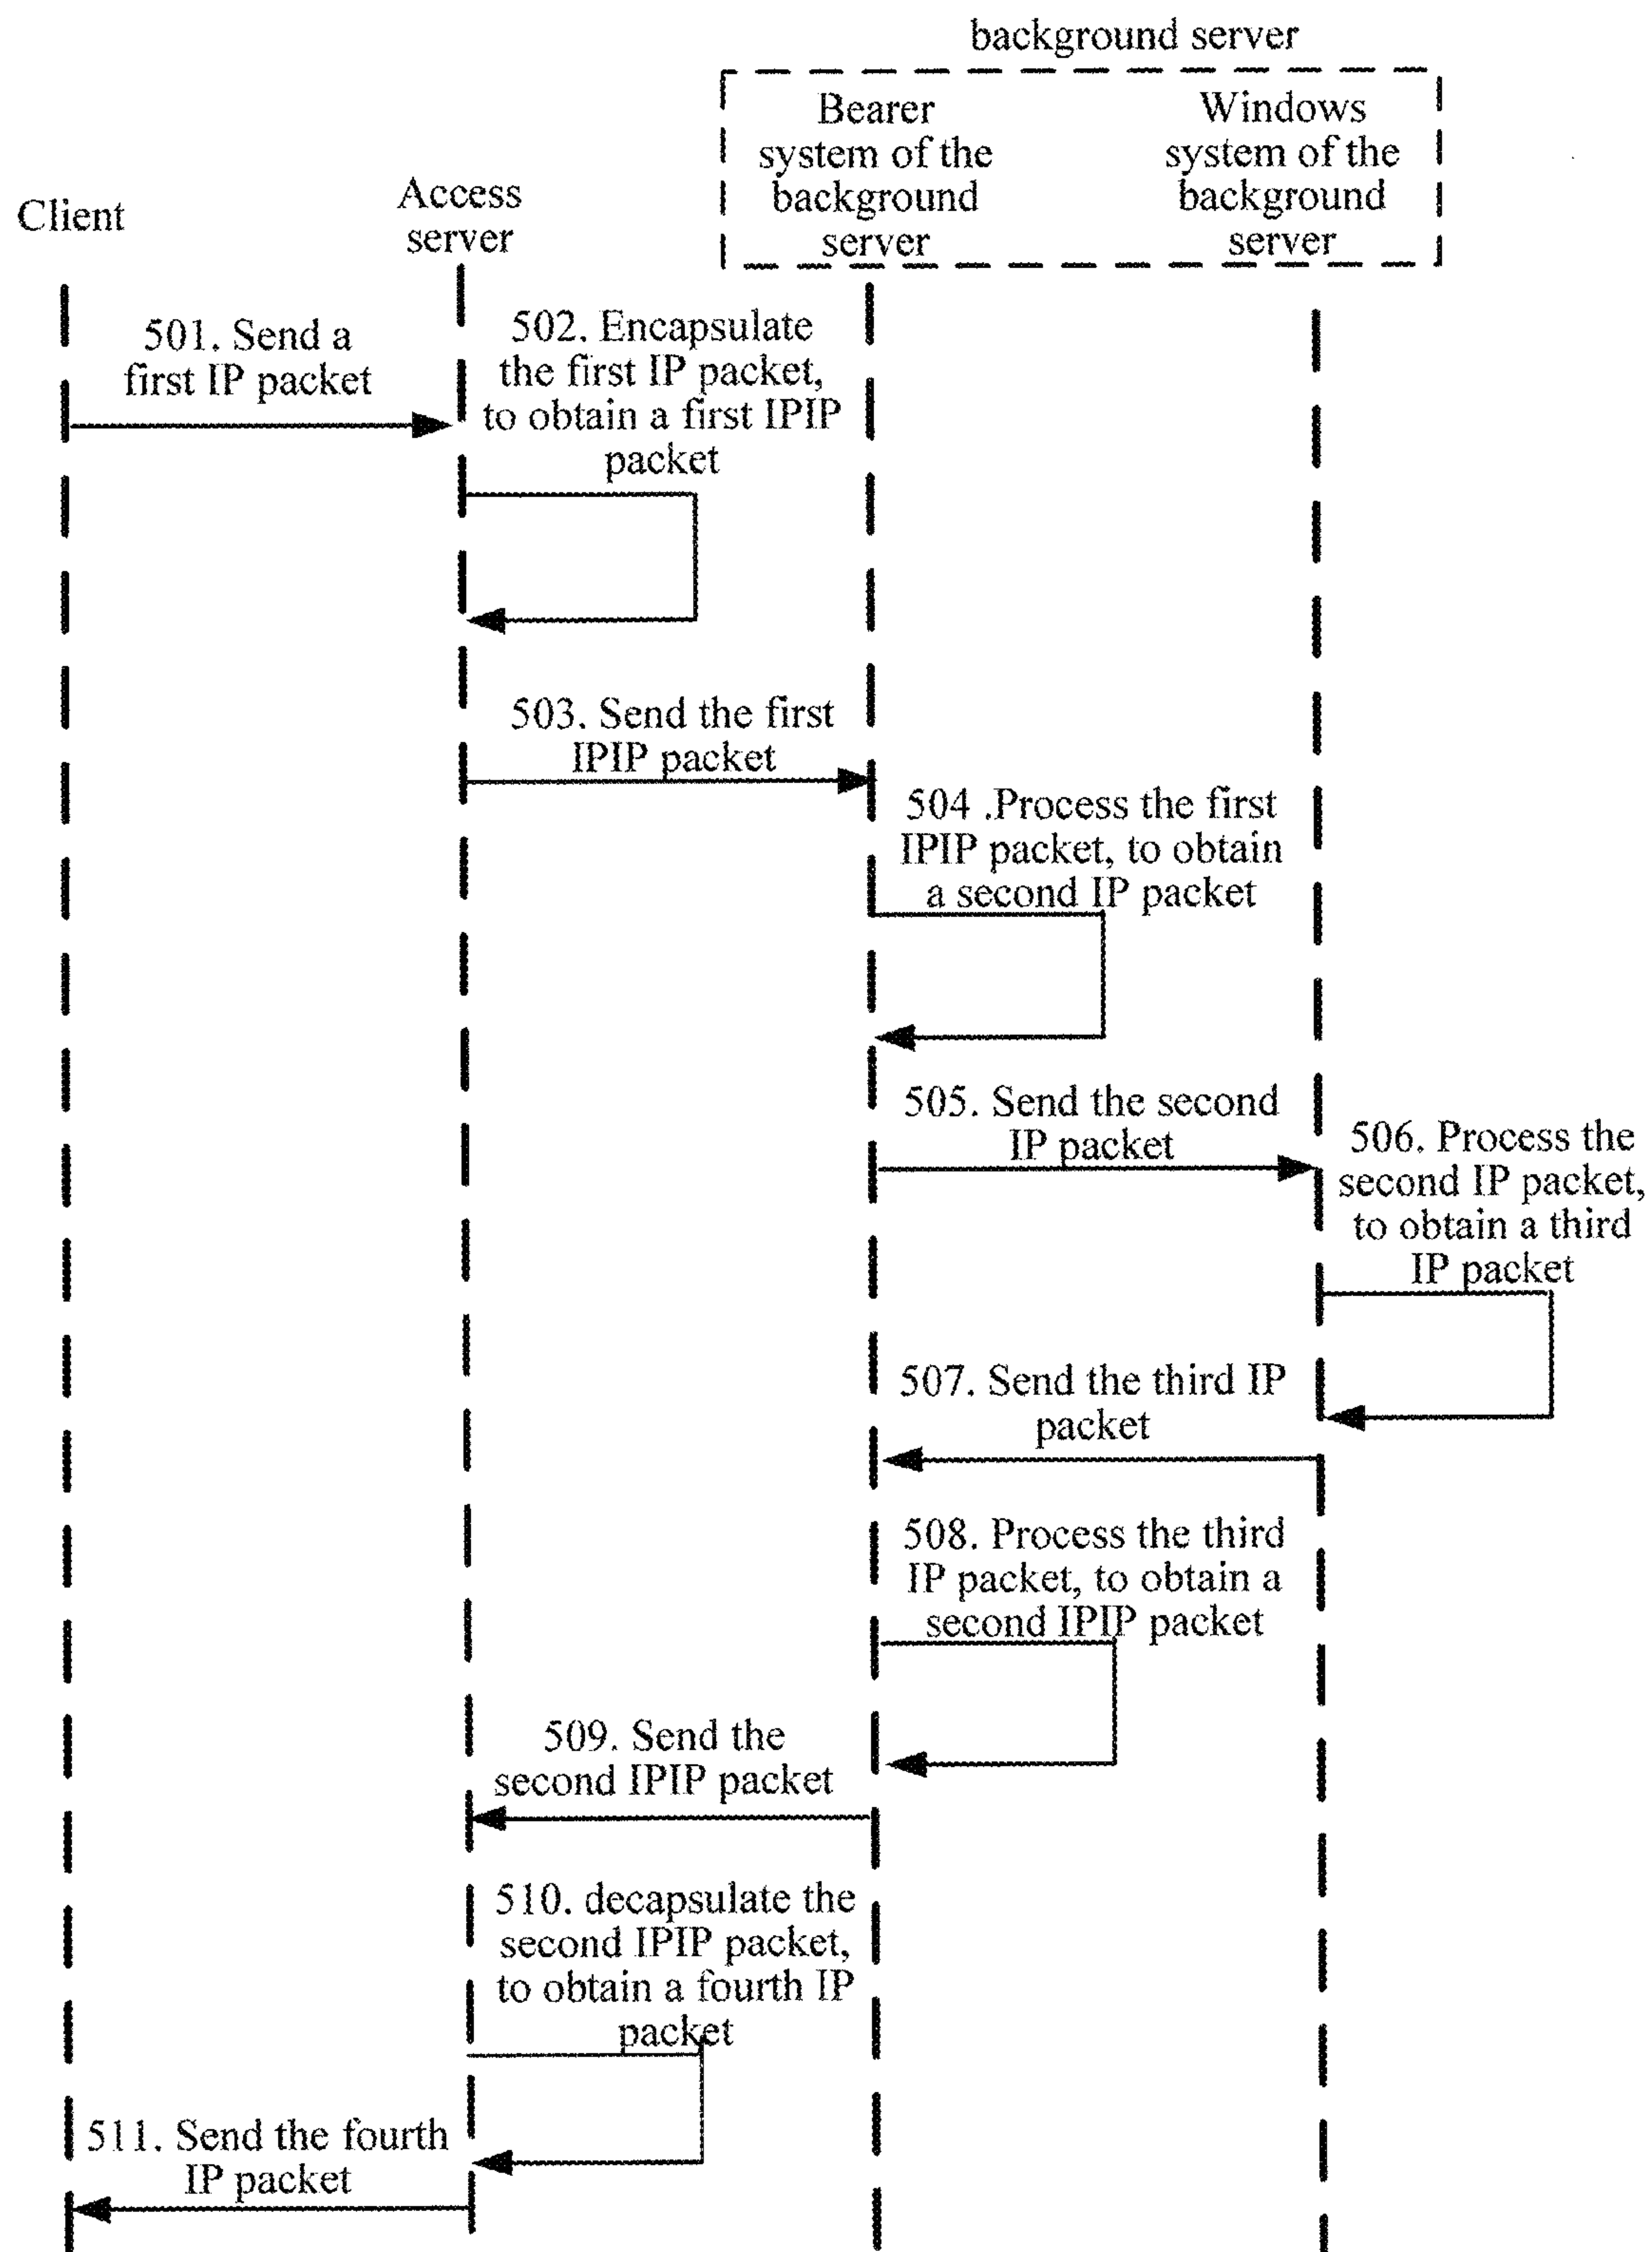 background server
Bearer
system of the
background
server
Windows
system of the
background
server
Client
Access
server
501. Send a
first IP packet
502. Encapsulate
the first IP packet,
to obtain a first IPIP
packet
503. Send the first
IPIP packet
504 .Process the first
IPIP packet, to obtain
a second IP packet
505. Send the second
IP packet
506. Process the
second IP packet,
to obtain a third
IP packet
507. Send the third IP
packet
508. Process the third
IP packet, to obtain a
second IPIP packet
509. Send the
second IPIP packet
510. decapsulate the
second IPIP packet,
to obtain a fourth IP
packet
511. Send the fourth
IP packet